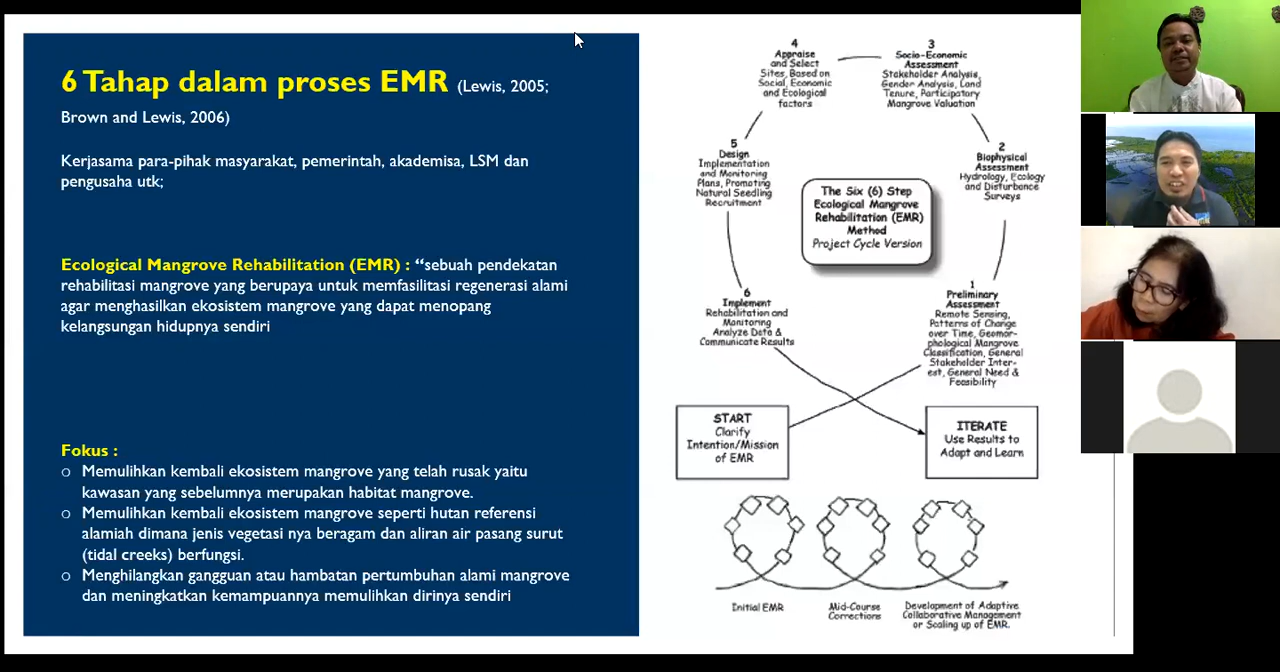 6 Tahap dalam proses EMR (Lewis, 2005;
Brown and Lewis, 2006)
Kerjasama para-pihak masyarakat, pemerintah, akademisa, LSM dan
pengusaha utk;
Ecological Mangrove Rehabilitation (EMR) : “sebuah pendekatan
rehabilitasi mangrove yang berupaya untuk memfasilitasi regenerasi alami
agar menghasilkan ekosistem mangrove yang dapat menopang
kelangsungan hidupnya sendiri
Fokus :
o Memulihkan kembali ekosistem mangrove yang telah rusak yaitu
kawasan yang sebelumnya merupakan habitat mangrove.
o Memulihkan kembali ekosistem mangrove seperti hutan referensi
alamiah dimana jenis vegetasi nya beragam dan aliran air pasang surut
(tidal creeks) berfungsi.
o Menghilangkan gangguan atau hambatan pertumbuhan alami mangrove
dan meningkatkan kemampuannya memulihkan dirinya sendiri
4
Appraise
and Select
Sites, Based on
Social, Economic
and Ecological
factors
3
Socio-Economic
Assessment
Stakeholder Analysis,
Gender Analysis, Land
Tenure, Participatory
Mangrove Valuation
5
Design
Implementation
and Monitoring
Plans, Promoting
Natural Seedling
Recruitment
2
Biophysical
Assessment
Hydrology, Ecology
and Disturbance
Surveys
The Six (6) Step
Ecological Mangrove
Rehabilitation (EMR)
Method
Project Cycle Version
6
Implement
Rehabilitation and
Monitoring
Analyze Data &
Communicate Results
1
Preliminary
Assessment
Remote Sensing,
Patterns of Change
over Time, Geomor-
phological Mangrove
Classification, General
Stakeholder Inter-
est, General Need &
Feasibility
START
Clarify
Intention/Mission
of EMR
ITERATE
Use Results to
Adapt and Learn
Initial EMR
Mid-Course
Corrections
Development of Adaptive
Collaborative Management
or Scaling up of EMR.